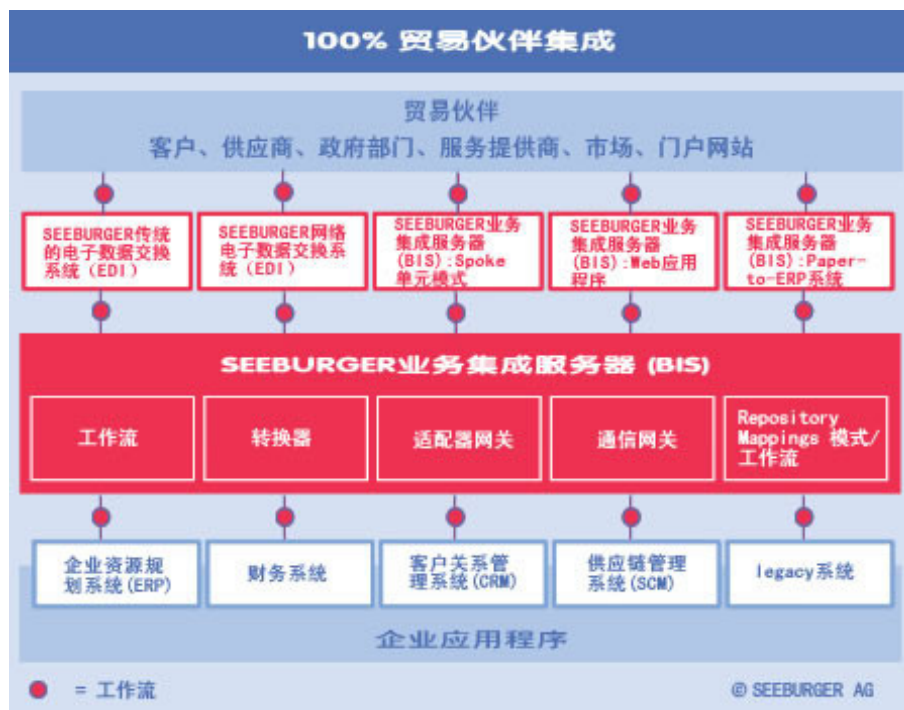 100% 贸易伙伴集成
贸易伙伴
客户、供应商、政府部门、服务提供商、市场、门户网站
SEEBURGER传统
的电子数据交换
系统（EDI）
SEEBURGER网络
电子数据交换系
统（EDI）
SEEBURGER业务
集成服务器
(BIS):Spoke
单元模式
SEEBURGER业务
集成服务器
(BIS):Web应用
程序
SEEBURGER业务
集成服务器
(BIS):Paper-
to-ERP系统
SEEBURGER业务集成服务器 (BIS)
工作流
转换器
适配器网关
通信网关
Repository
Mappings 模式/
工作流
企业资源规
划系统(ERP)
财务系统
客户关系管
理系统(CRM)
供应链管理
系统(SCM)
legacy系统
企业应用程序
= 工作流
© SEEBURGER AG